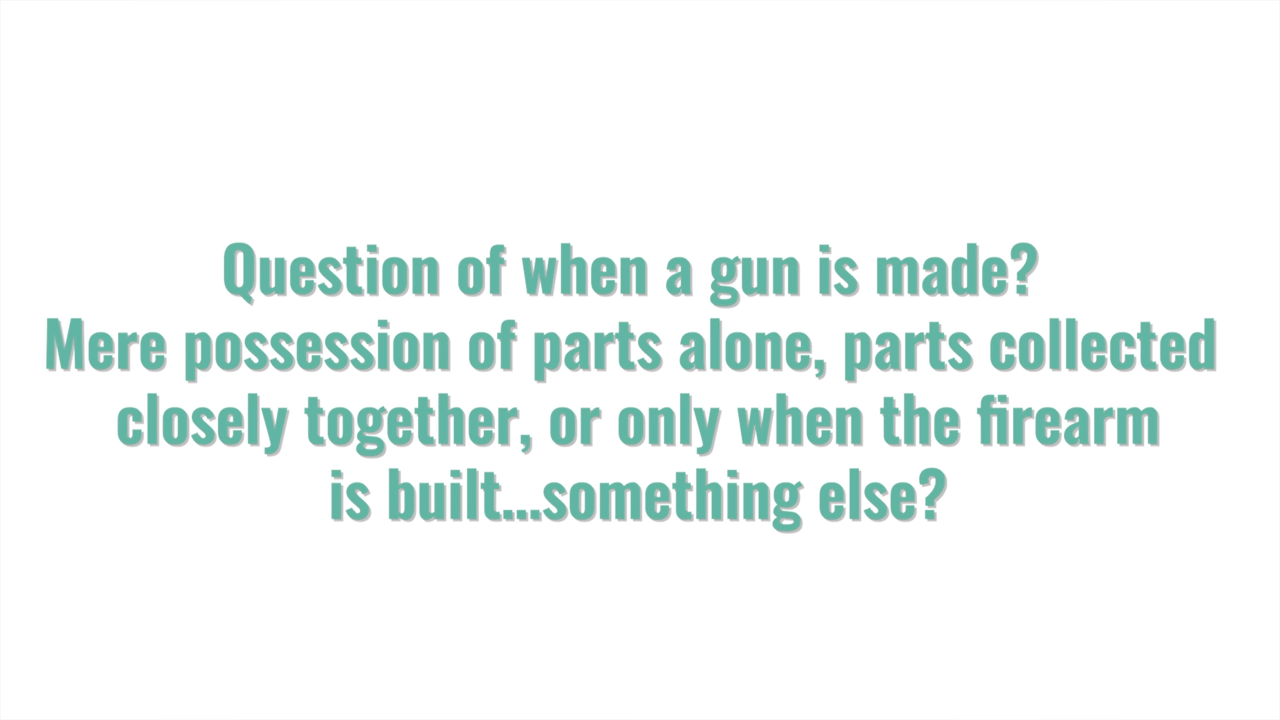 Question of when a gun is made?
Mere possession of parts alone, parts collected
closely together, or only when the firearm
is built...something else?